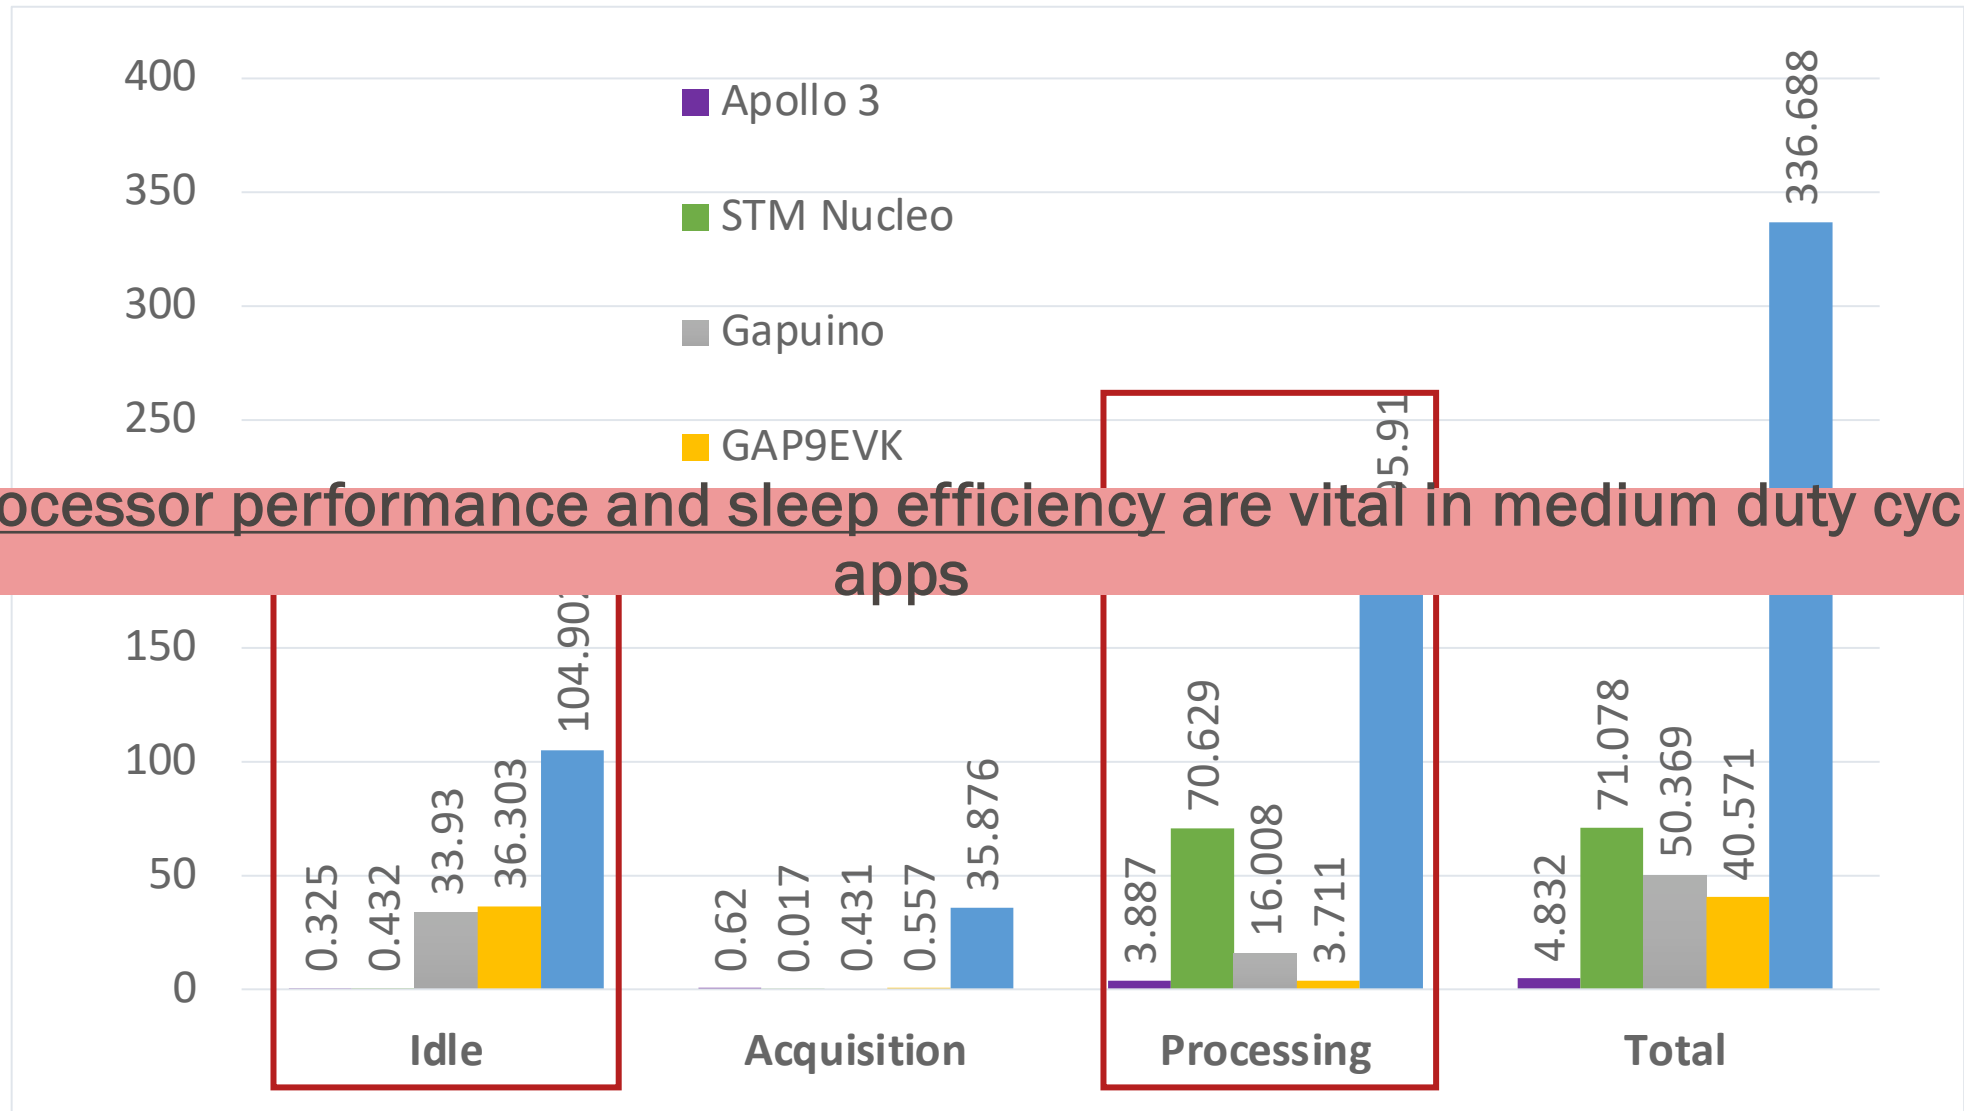 400
350
300
250
150
100
50
0
Apollo 3
STM Nucleo
Gapuino
GAP9EVK
performance and sleep efficiency are vital in medium duty
apps
0.325
0.432
33.93
36.303
0.62
0.017
0.431
0.557
35.876
3.887
70.629
16.008
3.711
4.832
71.078
50.369
40.571
336.688
Idle
Acquisition
Processing
Total